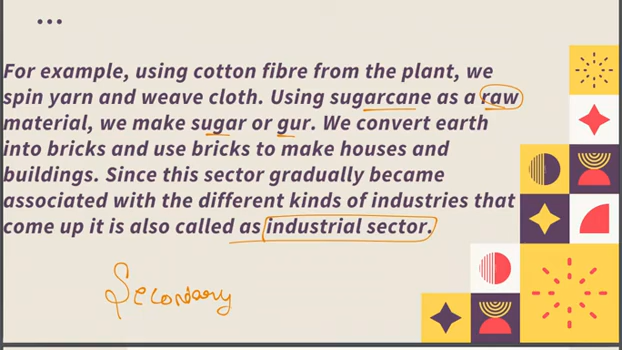 For example, using cotton fibre from the plant, we
spin yarn and weave cloth. Using sugarcane as a raw
material, we make sugar or gur. We convert earth
into bricks and use bricks to make houses and
buildings. Since this sector gradually became
associated with the different kinds of industries that
come up it is also called as industrial sector.
Secondary